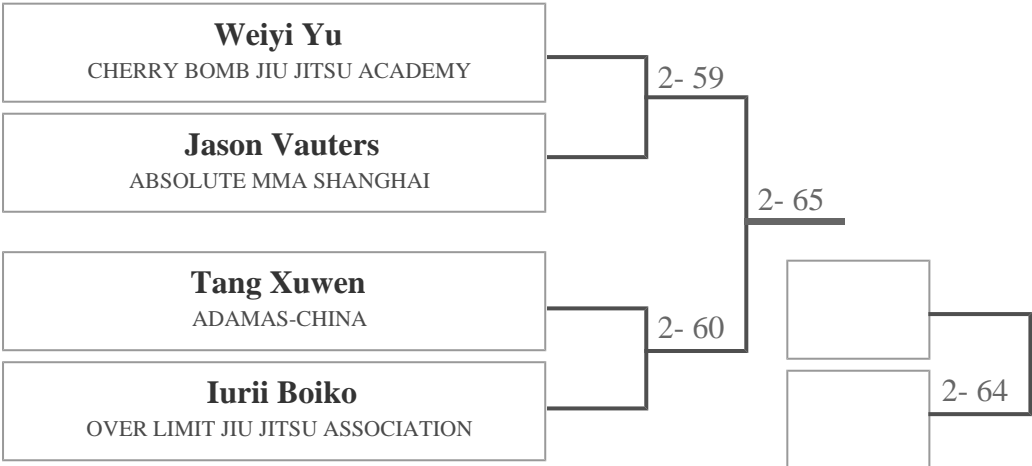 Weiyi Yu
CHERRY BOMB JIU JITSU ACADEMY
2- 59
Jason Vauters
ABSOLUTE MMA SHANGHAI
2- 65
Tang Xuwen
ADAMAS-CHINA
2- 60
Iurii Boiko
OVER LIMIT JIU JITSU ASSOCIATION
2- 64